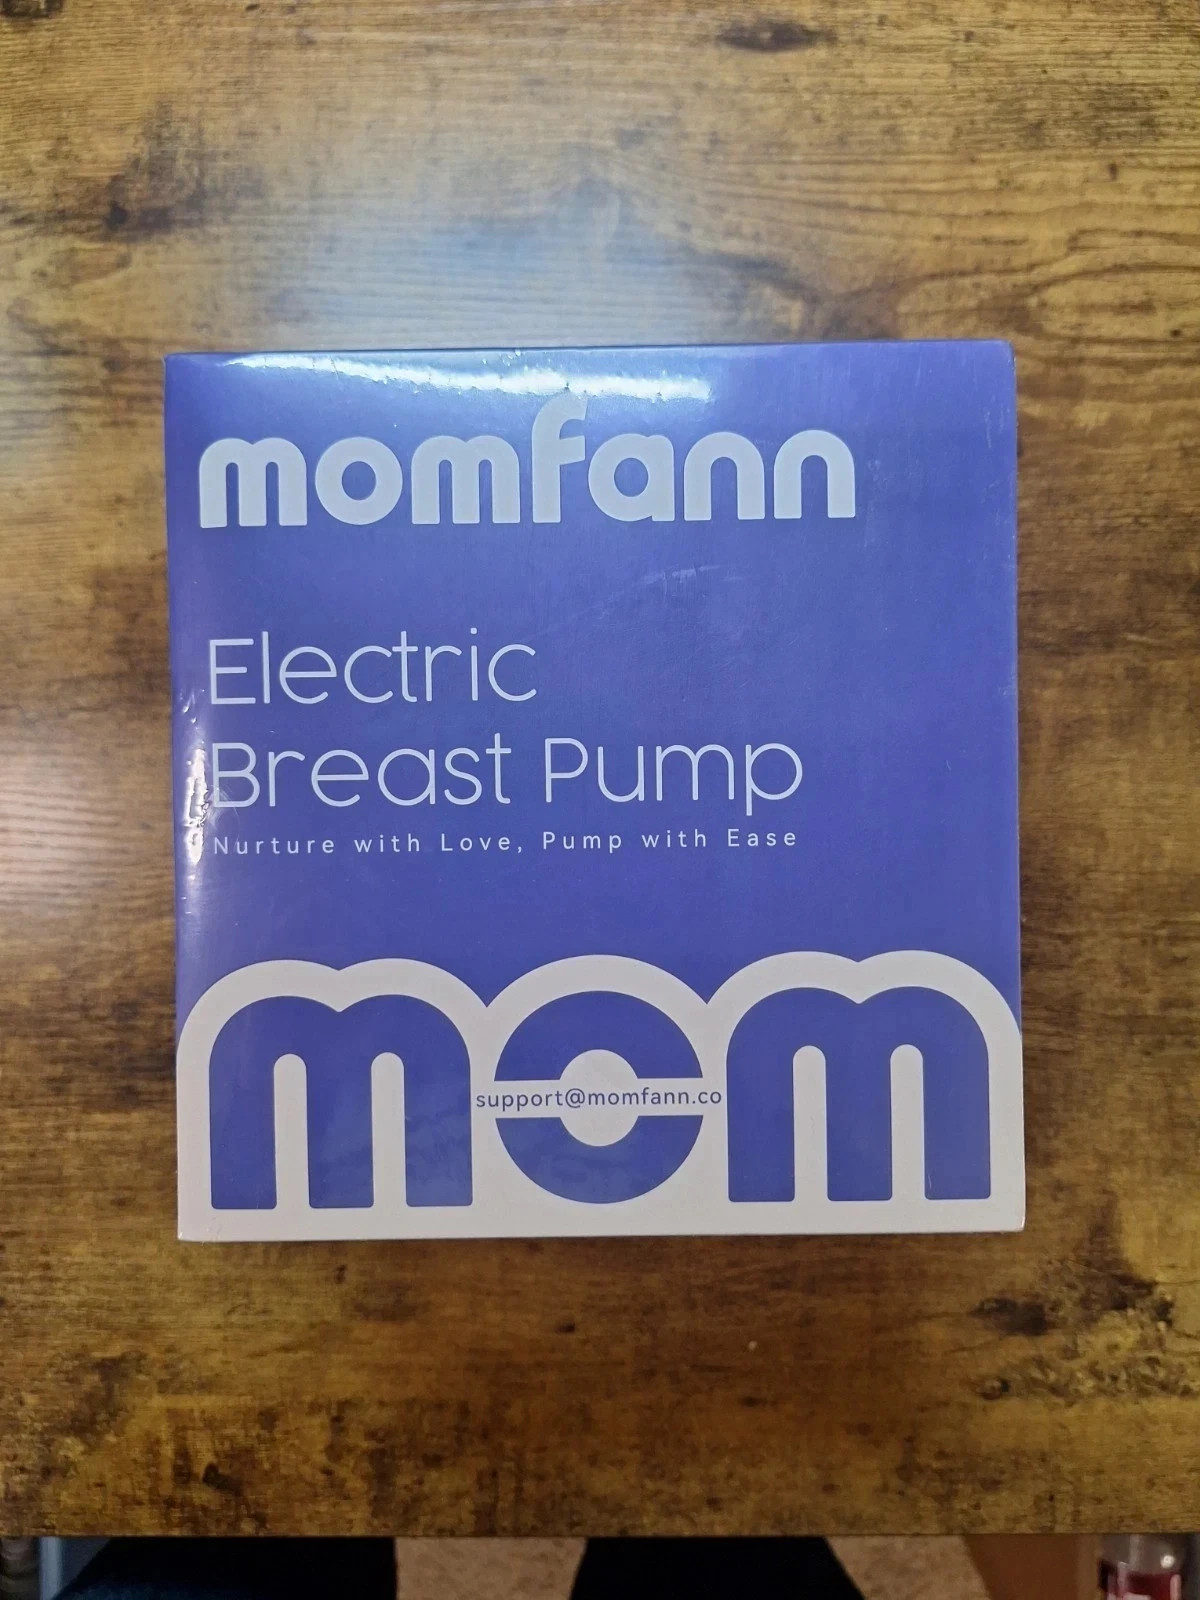 momfann
Electric
Breast Pump
Nurture with Love, Pump with Ease
mom
support@momfann.co